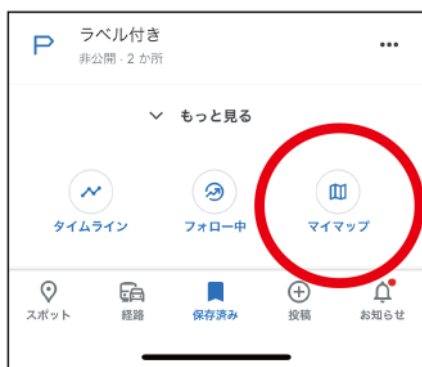 ラベル付き
非公開·2 か所
もっと見る
タイムライン
フォロー中
マイマップ
スポット
経路
保存済み
投稿
お知らせ